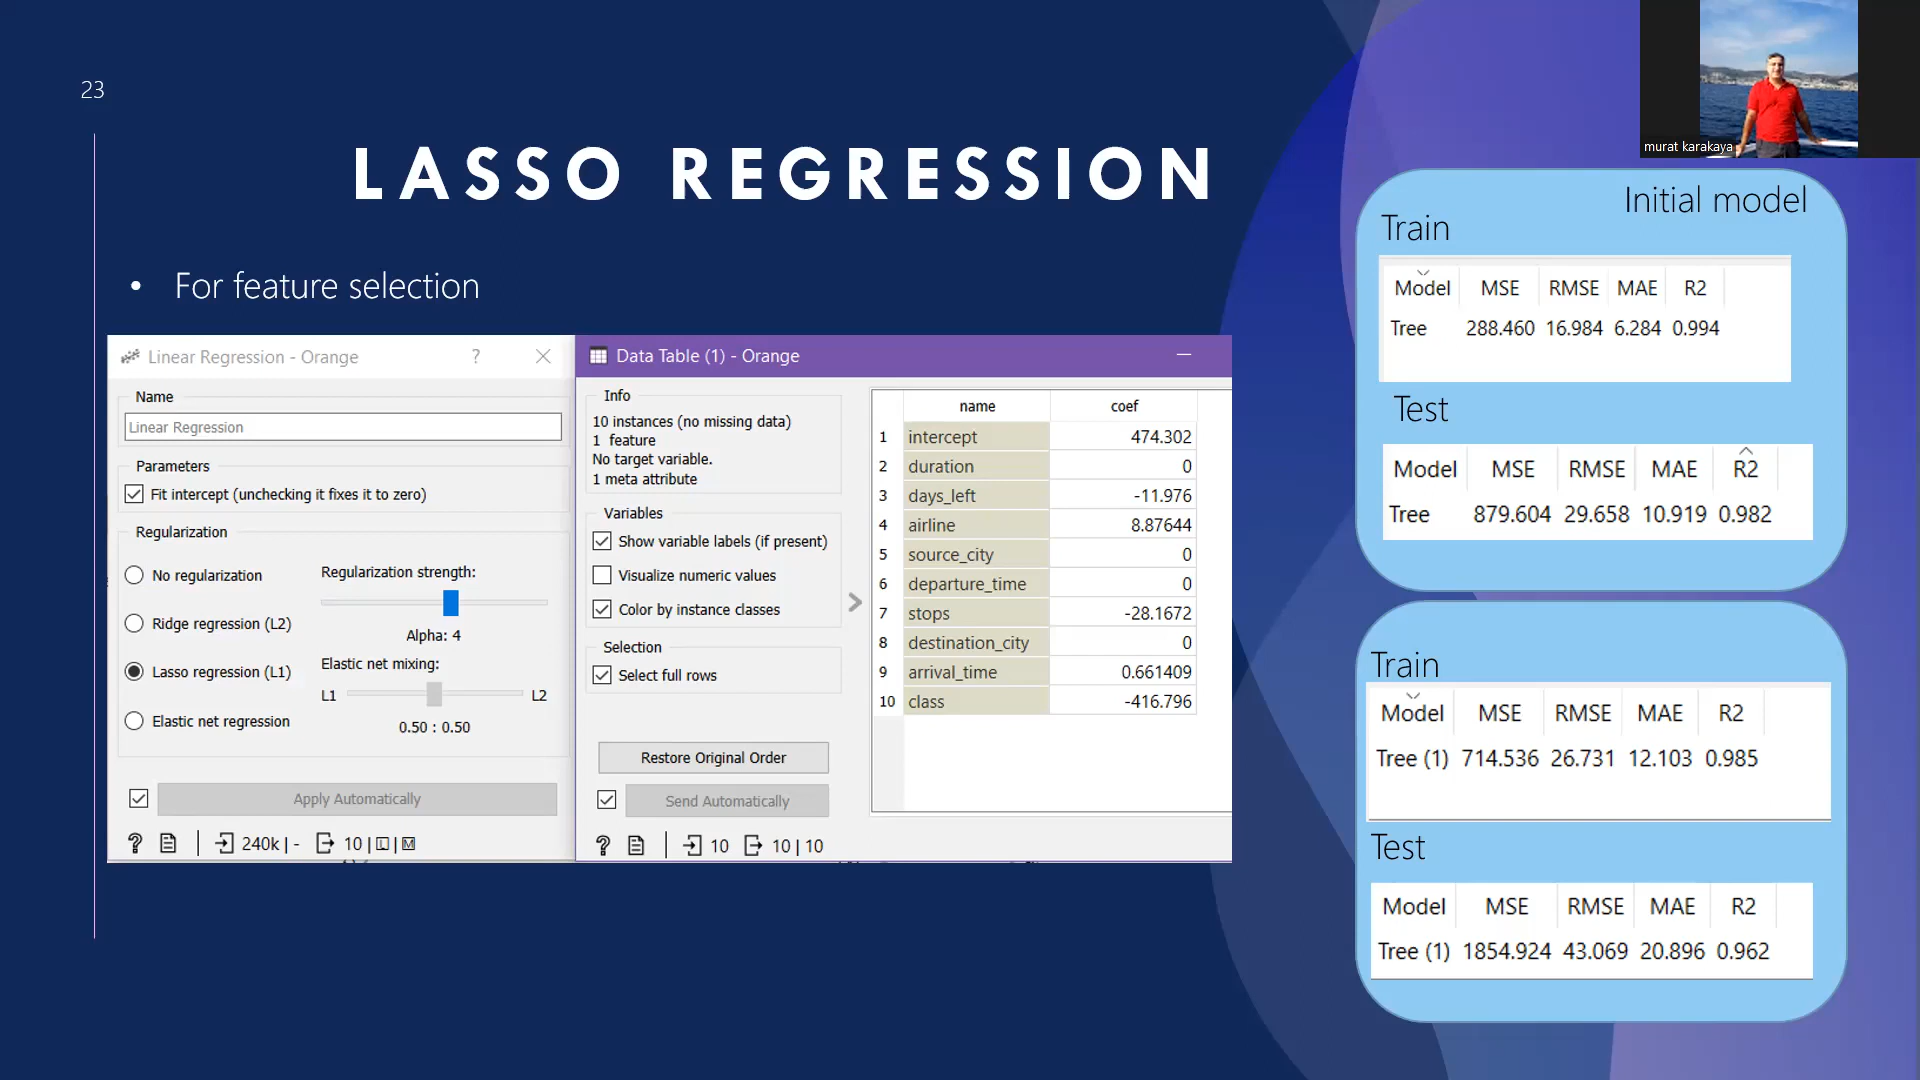 23
LASSO REGRESSION
• For feature selection
Linear Regression - Orange ?
Name
Linear Regression
Parameters
Fit intercept (unchecking it fixes it to zero)
Regularization
No regularization
Ridge regression (L2)
Lasso regression (L1)
Elastic net regression
Regularization strength:
Alpha: 4
Elastic net mixing:
L1 L2
0.50 : 0.50
Apply Automatically
? 240k | - 10 | L | M
Data Table (1) - Orange
Info
10 instances (no missing data)
1 feature
No target variable.
1 meta attribute
Variables
Show variable labels (if present)
Visualize numeric values
Color by instance classes
Selection
Select full rows
Restore Original Order
Send Automatically
? 10 10 | 10
name coef
1 intercept 474.302
2 duration 0
3 days_left -11.976
4 airline 8.87644
5 source_city 0
6 departure_time 0
7 stops -28.1672
8 destination_city 0
9 arrival_time 0.661409
10 class -416.796
murat karakaya
Initial model
Train
Model MSE RMSE MAE R2
Tree 288.460 16.984 6.284 0.994
Test
Model MSE RMSE MAE R2
Tree 879.604 29.658 10.919 0.982
Train
Model MSE RMSE MAE R2
Tree (1) 714.536 26.731 12.103 0.985
Test
Model MSE RMSE MAE R2
Tree (1) 1854.924 43.069 20.896 0.962